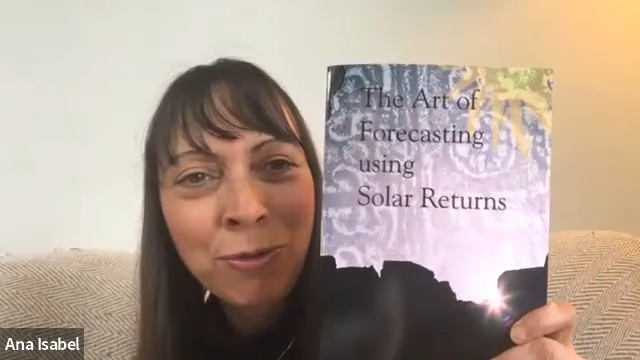 The Art of
Forecasting
using
Solar Returns
Ana Isabel